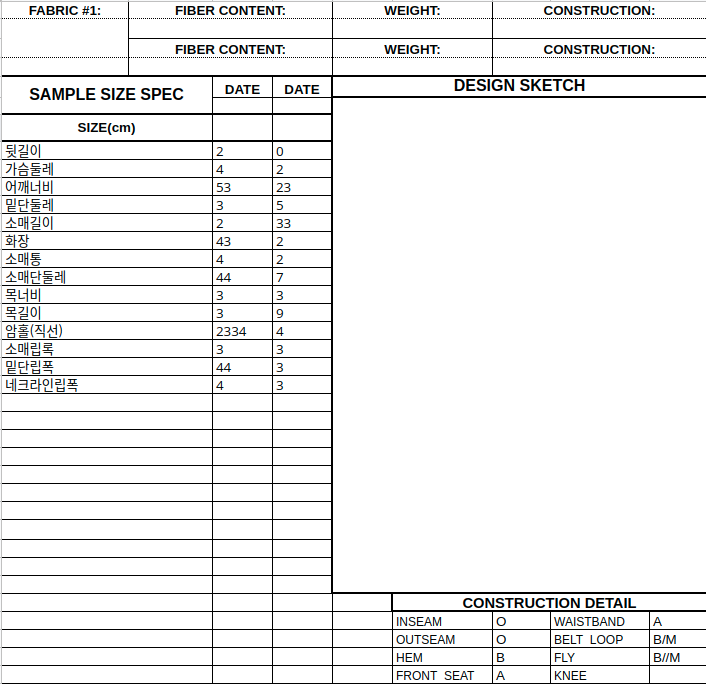 FABRIC #1: FIBER CONTENT: WEIGHT: CONSTRUCTION:
FIBER CONTENT: WEIGHT: CONSTRUCTION:
SAMPLE SIZE SPEC DATE DATE DESIGN SKETCH
SIZE(cm)
뒷길이 2 0
가슴둘레 4 2
어깨너비 53 23
밑단둘레 3 5
소매길이 2 33
화장 43 2
소매통 4 2
소매단둘레 44 7
목너비 3 3
목길이 3 9
암홀(직선) 2334 4
소매립록 3 3
밑단립폭 44 3
네크라인립폭 4 3
CONSTRUCTION DETAIL
INSEAM O WAISTBAND A
OUTSEAM O BELT LOOP B/M
HEM B FLY B//M
FRONT SEAT A KNEE